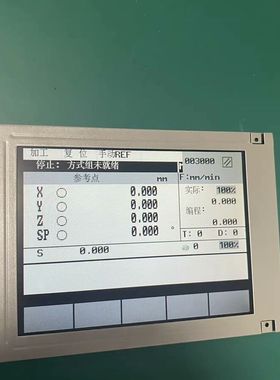 加工 复 位 手动REF
停止: 方式组未就绪
003000
参考点 mm
F:mm/min
X 0.000
实际: 100%
0.000
Y 0.000
编程:
Z 0.000
0.000
SP 0.000 °
T: 0 D: 0
S 0.000
0 100%